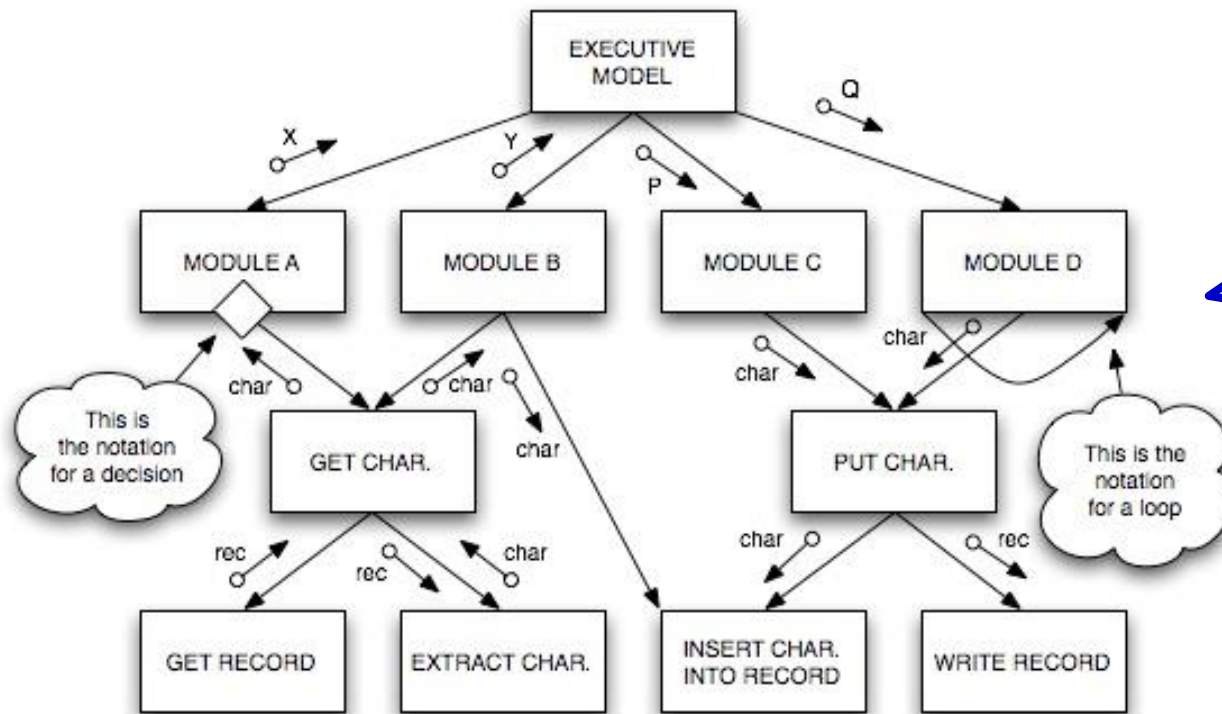 EXECUTIVE
MODEL
X
Y
P
Q
MODULE A
MODULE B
MODULE C
MODULE D
char
char
char
char
char
This is
the notation
for a decision
GET CHAR.
PUT CHAR.
This is the
notation
for a loop
rec
rec
char
char
rec
GET RECORD
EXTRACT CHAR.
INSERT CHAR.
INTO RECORD
WRITE RECORD